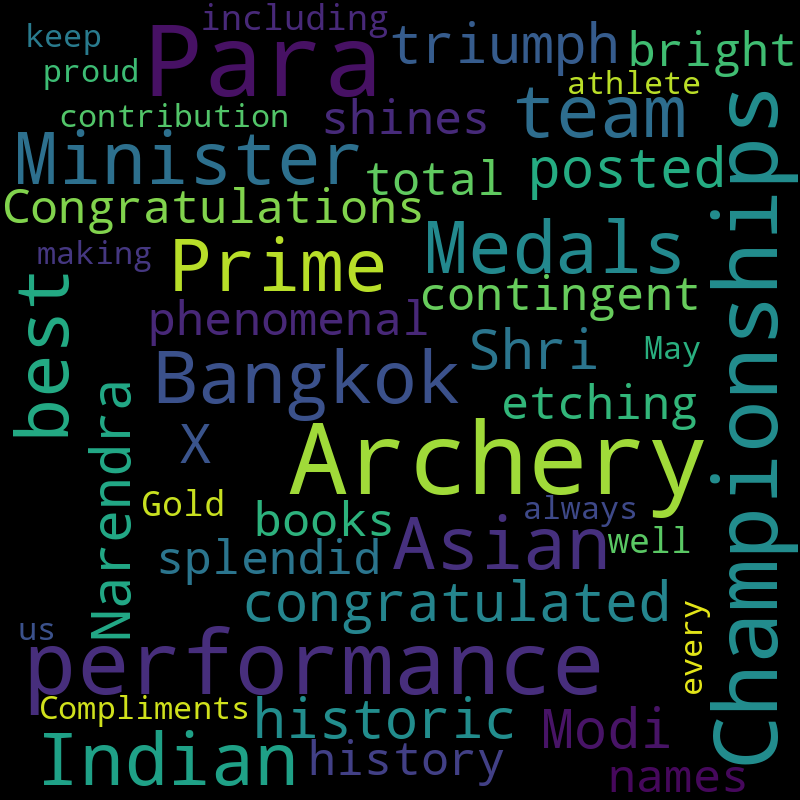 including
keep
Para
triumph
bright
proud
athlete
contribution
shines
team
Championships
Minister
total
posted
Congratulations
making
Prime
Medals
best
contingent
phenomenal
Shri
May
Bangkok
Narendra
etching
X
Archery
Gold
books
always
splendid
Asian
well
congratulated
us
performance
every
Compliments
historic
Modi
Indian
history
names